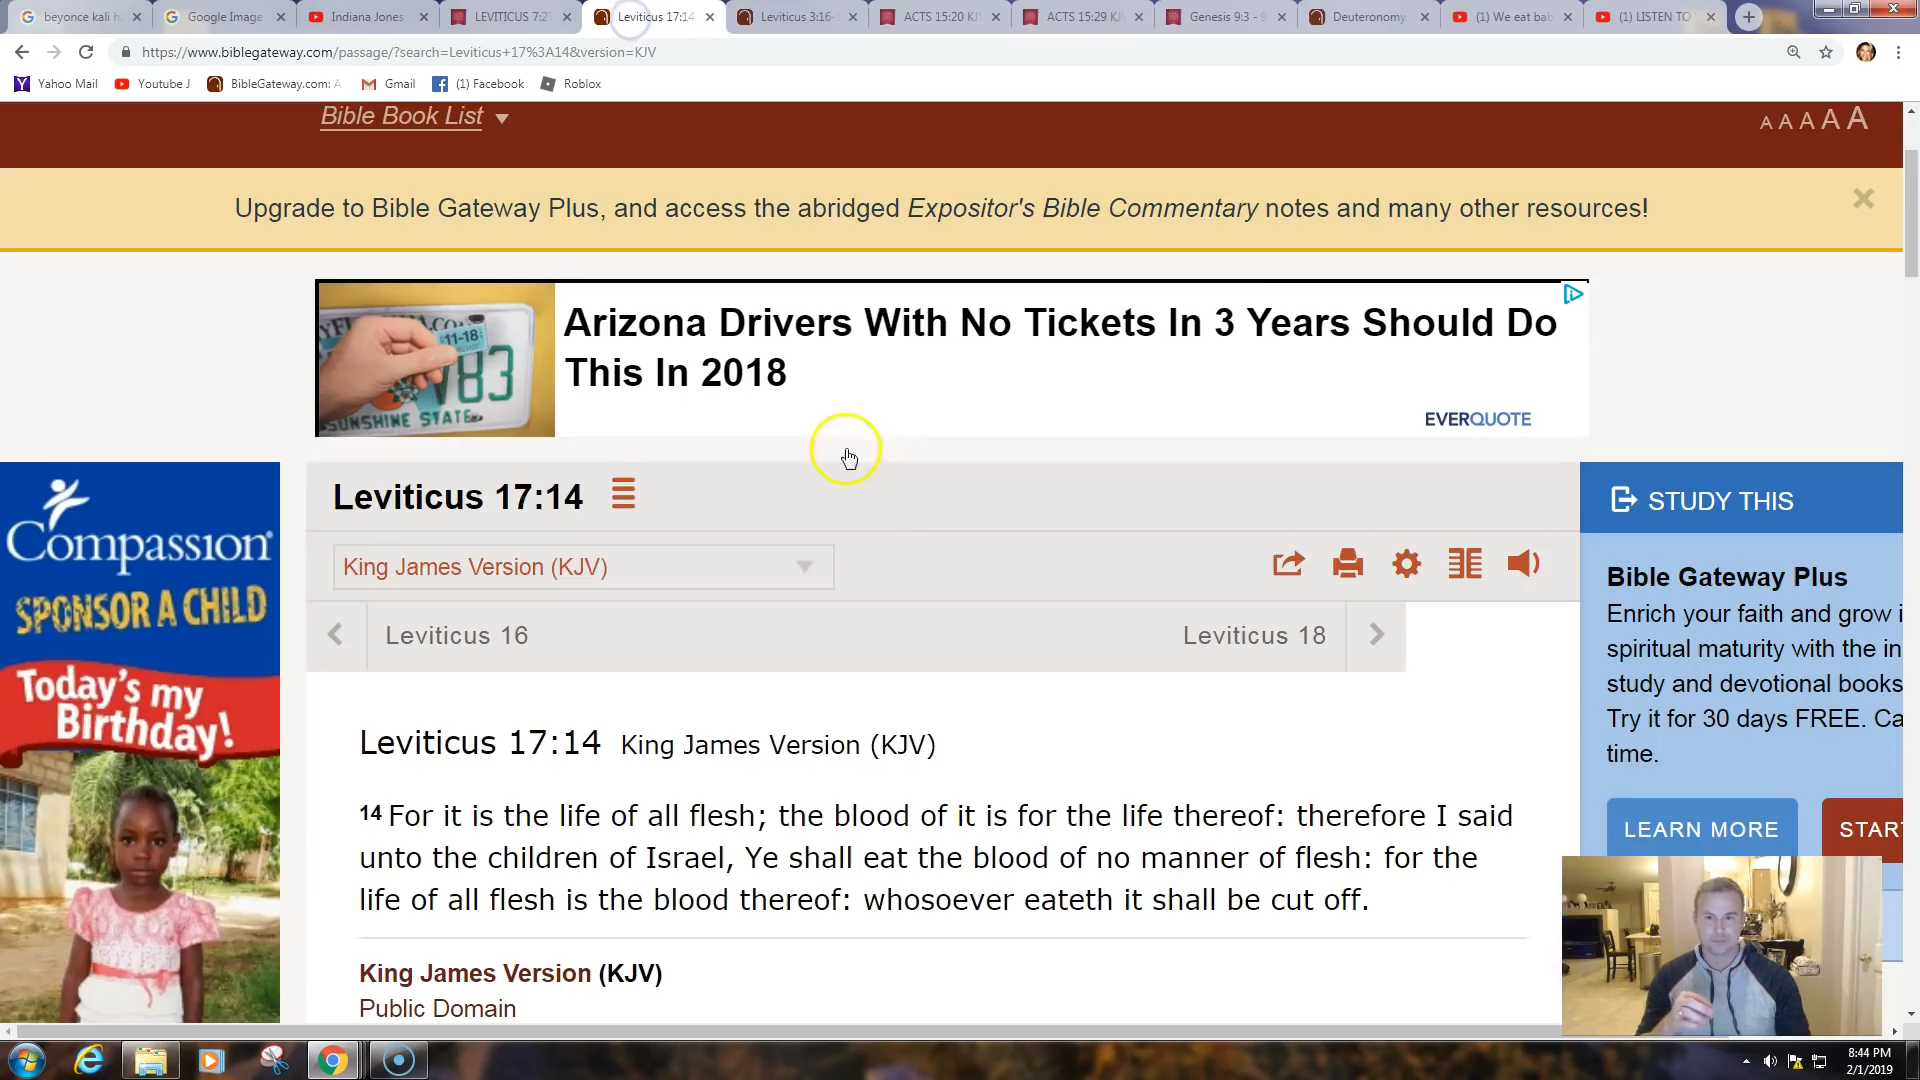 beyonce kali h
Google Image
Indiana Jones
LEVITICUS 7:2
Leviticus 17:14
Leviticus 3:16-
ACTS 15:20 KJ
ACTS 15:29 KJ
Genesis 9:3 - 9
Deuteronomy
(1) We eat bab
(1) LISTEN TO
https://www.biblegateway.com/passage/?search=Leviticus+17%3A14&version=KJV
Yahoo Mail
Youtube J
BibleGateway.com: A
Gmail
(1) Facebook
Roblox
Bible Book List
A A A A A
Upgrade to Bible Gateway Plus, and access the abridged Expositor's Bible Commentary notes and many other resources!
Arizona Drivers With No Tickets In 3 Years Should Do
This In 2018
EVERQUOTE
11-18
V83
SUNSHINE STATE
Compassion
SPONSOR A CHILD
Today's my
Birthday!
Leviticus 17:14
King James Version (KJV)
Leviticus 16
Leviticus 18
Leviticus 17:14 King James Version (KJV)
14 For it is the life of all flesh; the blood of it is for the life thereof: therefore I said
unto the children of Israel, Ye shall eat the blood of no manner of flesh: for the
life of all flesh is the blood thereof: whosoever eateth it shall be cut off.
King James Version (KJV)
Public Domain
STUDY THIS
Bible Gateway Plus
Enrich your faith and grow i
spiritual maturity with the in
study and devotional books
Try it for 30 days FREE. Ca
time.
LEARN MORE
START
8:44 PM
2/1/2019